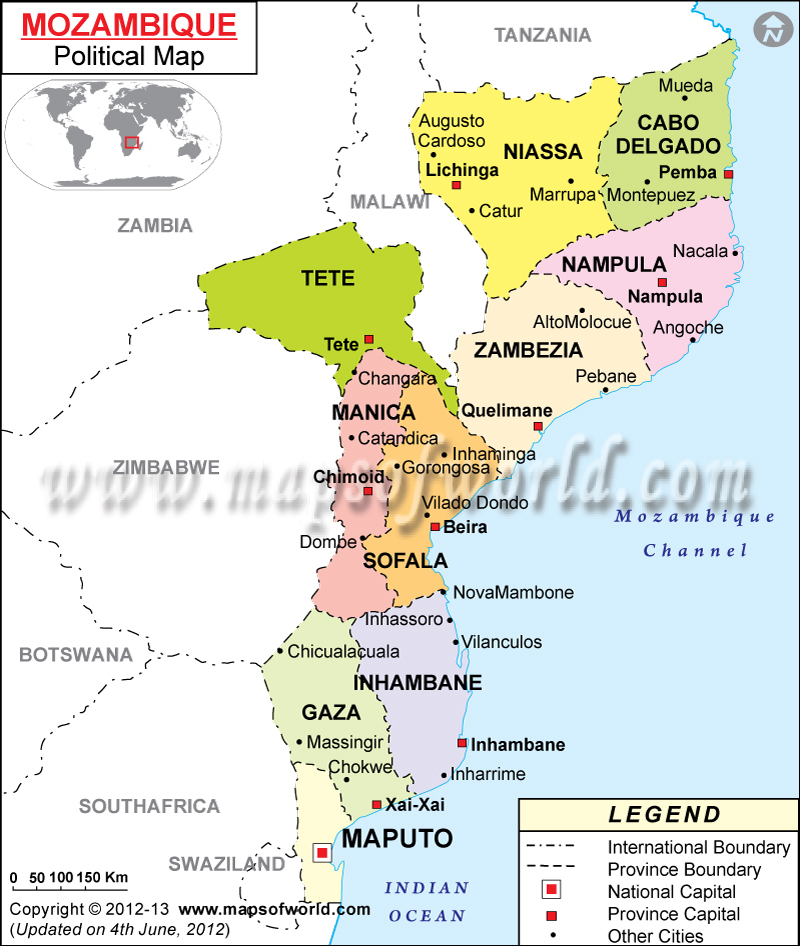 MOZAMBIQUE
Political Map
N
TANZANIA
Mueda
CABO
DELGADO
Augusto
Cardoso
NIASSA
Lichinga
Pemba
Marrupa
Montepuez
MALAWI
Catur
ZAMBIA
Nacala
NAMPULA
TETE
Nampula
AltoMolocue
Angoche
Tete
ZAMBEZIA
Changara
Pebane
MANICA
Quelimane
Catandica
Inhaminga
ZIMBABWE
Gorongosa
Chimoid
www.mapsofworld.com
Vilado Dondo
Mozambique
Channel
Beira
Dombe
SOFALA
NovaMambone
Inhassoro
Vilanculos
BOTSWANA
Chicualacuala
INHAMBANE
GAZA
Massingir
Inhambane
Chokwe
Inharrime
SOUTHAFRICA
Xai-Xai
MAPUTO
SWAZILAND
INDIAN
OCEAN
LEGEND
International Boundary
Province Boundary
National Capital
Province Capital
Other Cities
0 50 100 150 Km
Copyright © 2012-13 www.mapsofworld.com
(Updated on 4th June, 2012)